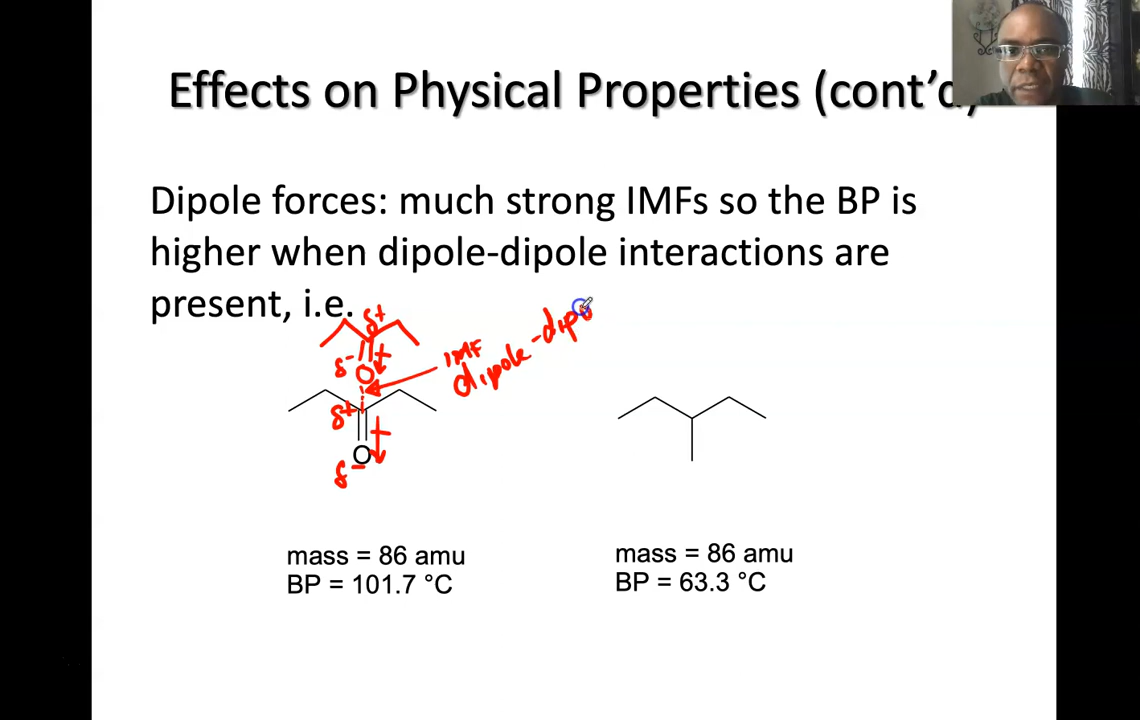 Effects on Physical Properties (cont'd)
Dipole forces: much strong IMFs so the BP is
higher when dipole-dipole interactions are
present, i.e.
δ+
δ-
O
IMF
dipole-dipo
δ+
O
δ-
mass = 86 amu
BP = 101.7 °C
mass = 86 amu
BP = 63.3 °C